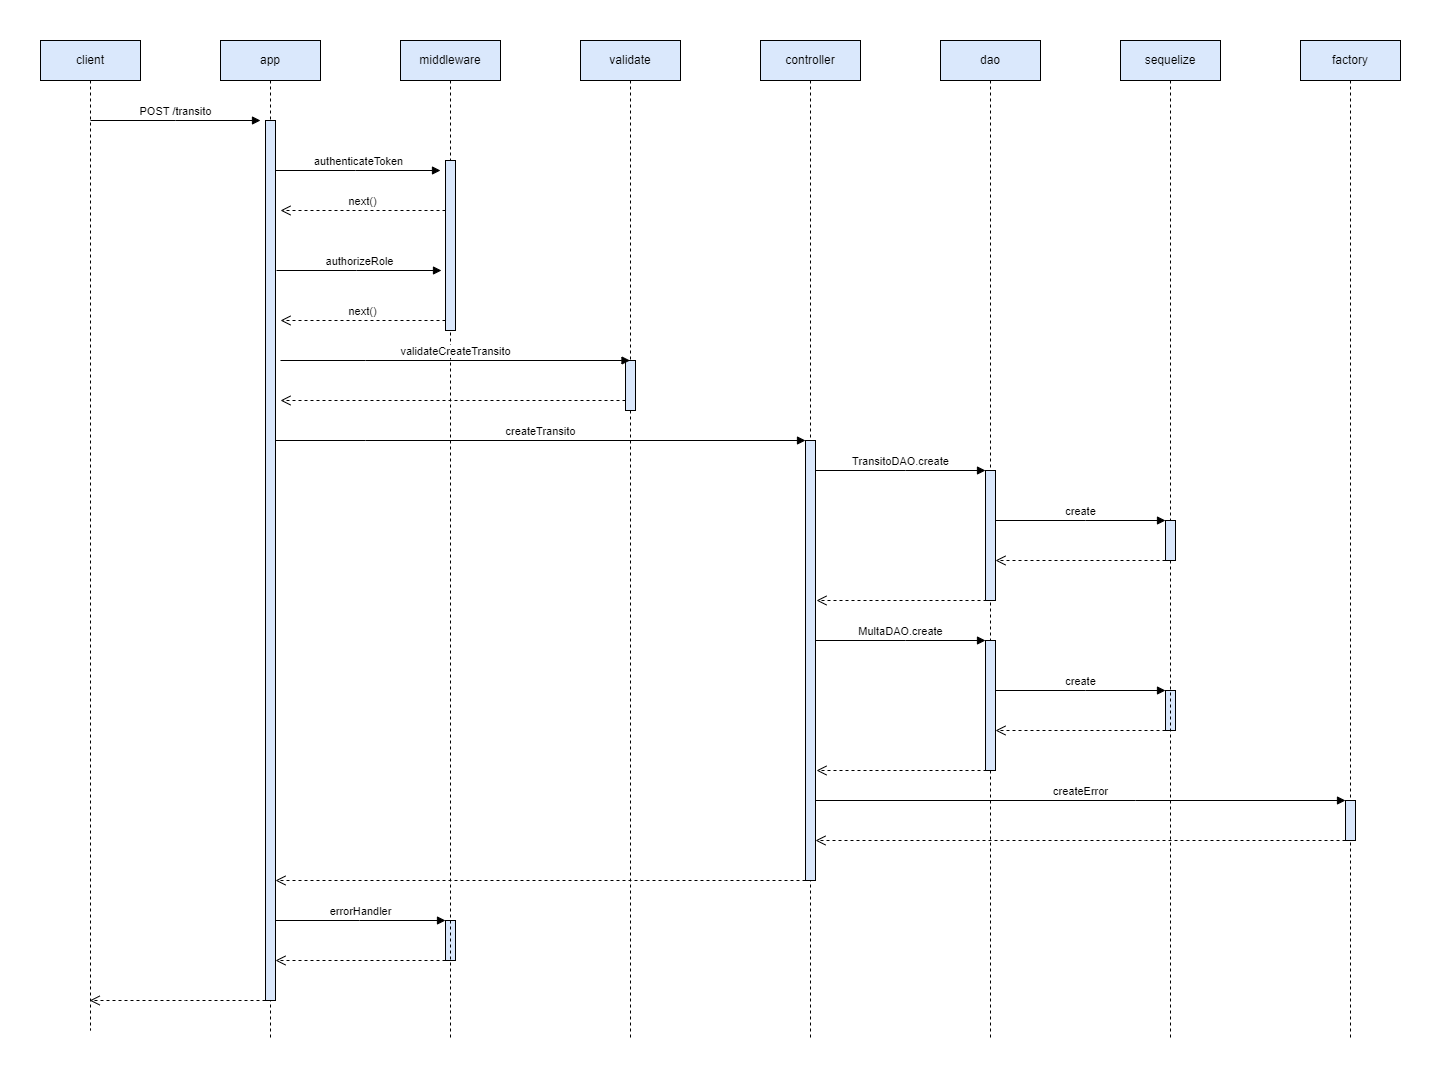 client
app
middleware
validate
controller
dao
sequelize
factory
POST /transito
authenticateToken
next()
authorizeRole
next()
validateCreateTransito
createTransito
TransitoDAO.create
create
MultaDAO.create
create
createError
errorHandler